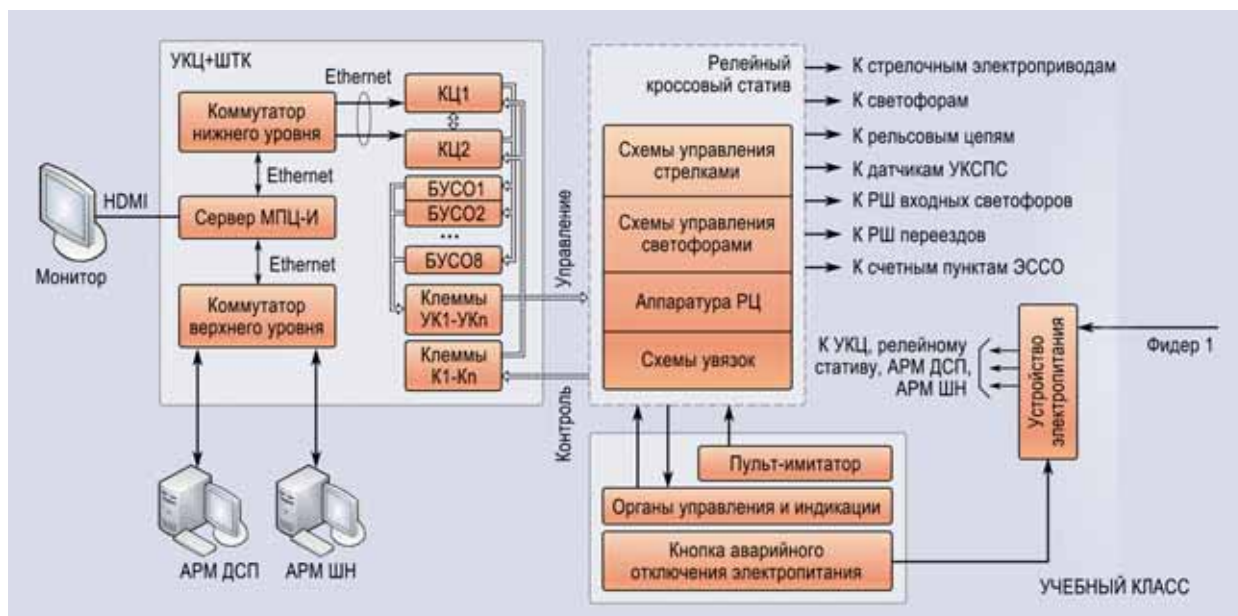 УКЦ+ШТК
Ethernet
Коммутатор
нижнего уровня
КЦ1
КЦ2
Ethernet
HDMI
Сервер МПЦ-И
Монитор
БУСО1
БУСО2
...
БУСО8
Ethernet
Коммутатор
верхнего уровня
Клеммы
УК1-УКn
Клеммы
К1-Кn
Управление
Контроль
АРМ ДСП
АРМ ШН
Релейный
кроссовый статив
Схемы управления
стрелками
Схемы управления
светофорами
Аппаратура РЦ
Схемы увязок
К стрелочным электроприводам
К светофорам
К рельсовым цепям
К датчикам УКСПС
К РШ входных светофоров
К РШ переездов
К счетным пунктам ЭССО
К УКЦ, релейному
стативу, АРМ ДСП,
АРМ ШН
Устройство
электропитания
Фидер 1
Пульт-имитатор
Органы управления и индикации
Кнопка аварийного
отключения электропитания
УЧЕБНЫЙ КЛАСС